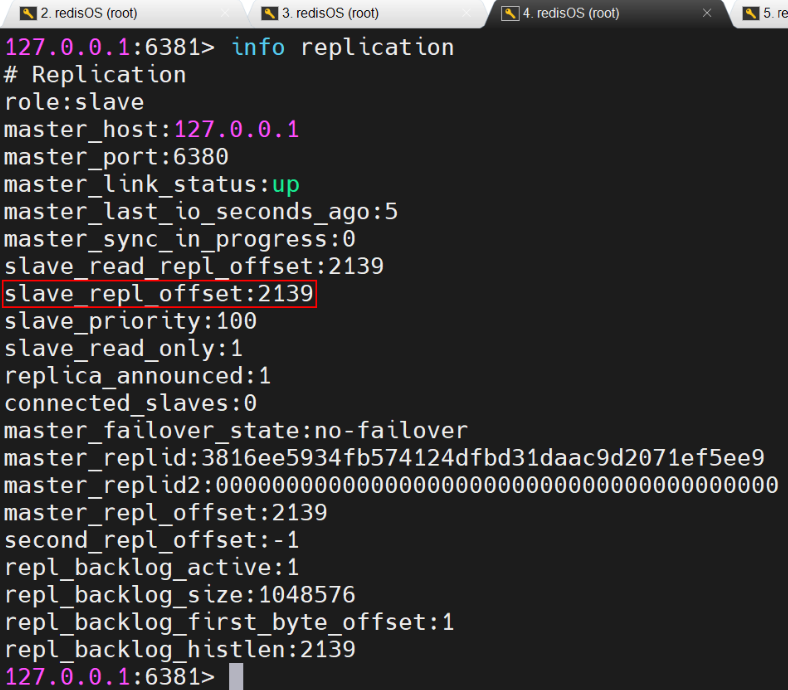 2. redisOS (root)
3. redisOS (root)
4. redisOS (root)
5. re
127.0.0.1:6381> info replication
# Replication
role:slave
master_host:127.0.0.1
master_port:6380
master_link_status:up
master_last_io_seconds_ago:5
master_sync_in_progress:0
slave_read_repl_offset:2139
slave_repl_offset:2139
slave_priority:100
slave_read_only:1
replica_announced:1
connected_slaves:0
master_failover_state:no-failover
master_replid:3816ee5934fb574124dfbd31daac9d2071ef5ee9
master_replid2:0000000000000000000000000000000000000000
master_repl_offset:2139
second_repl_offset:-1
repl_backlog_active:1
repl_backlog_size:1048576
repl_backlog_first_byte_offset:1
repl_backlog_histlen:2139
127.0.0.1:6381>